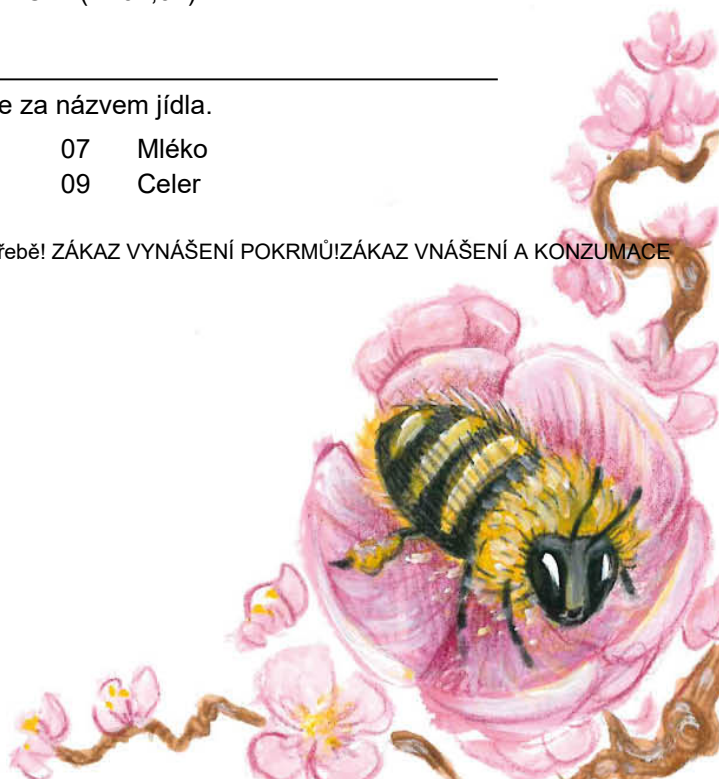 e za názvem jídla.
07 Mléko
09 Celer
řebě! ZÁKAZ VYNÁŠENÍ POKRMŮ!ZÁKAZ VNÁŠENÍ A KONZUMACE